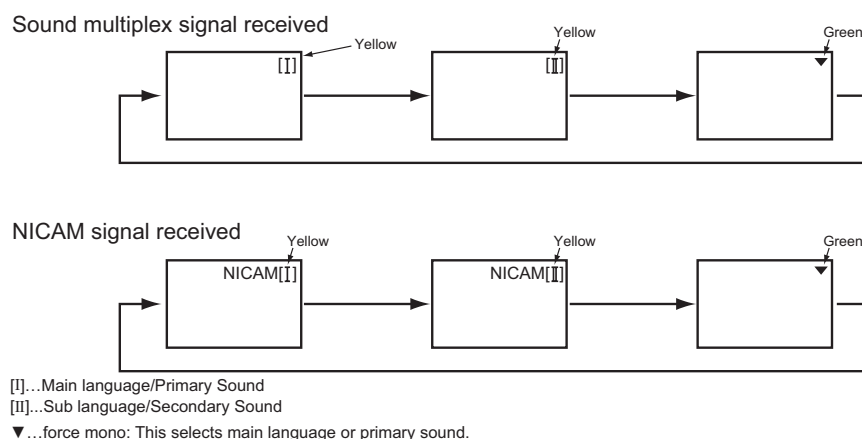 Sound multiplex signal received
Yellow Yellow Green
[I] [II] ▼
NICAM signal received
Yellow Yellow Green
NICAM[I] NICAM[II] ▼
[I]…Main language/Primary Sound
[II]...Sub language/Secondary Sound
▼…force mono: This selects main language or primary sound.